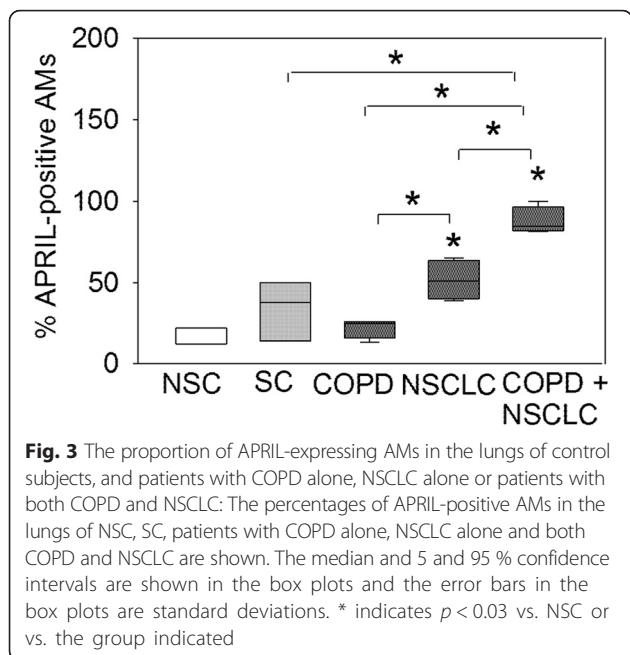 200
150
100
50
0
% APRIL-positive AMs
*
*
*
*
*
*
NSC SC COPD NSCLC COPD +
NSCLC
Fig. 3 The proportion of APRIL-expressing AMs in the lungs of control
subjects, and patients with COPD alone, NSCLC alone or patients with
both COPD and NSCLC: The percentages of APRIL-positive AMs in the
lungs of NSC, SC, patients with COPD alone, NSCLC alone and both
COPD and NSCLC are shown. The median and 5 and 95 % confidence
intervals are shown in the box plots and the error bars in the
box plots are standard deviations. * indicates p < 0.03 vs. NSC or
vs. the group indicated